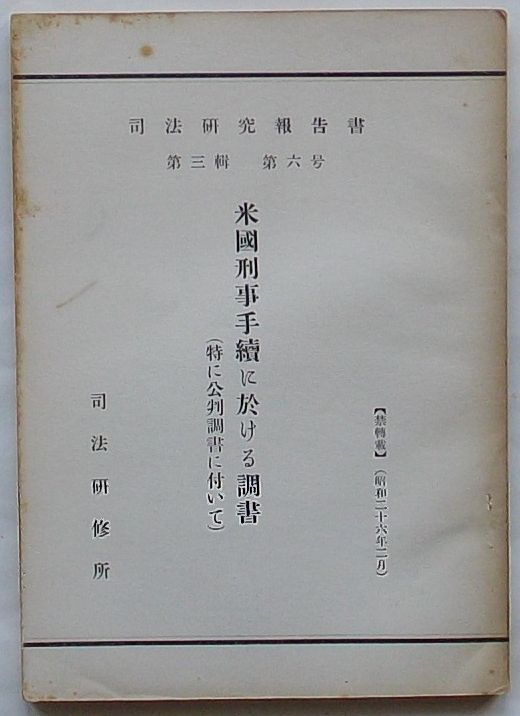 司法研究報告書
第三輯 第六号
【禁轉載】 (昭和二十六年二月)
米國刑事手續に於ける調書
(特に公判調書に付いて)
司法研修所